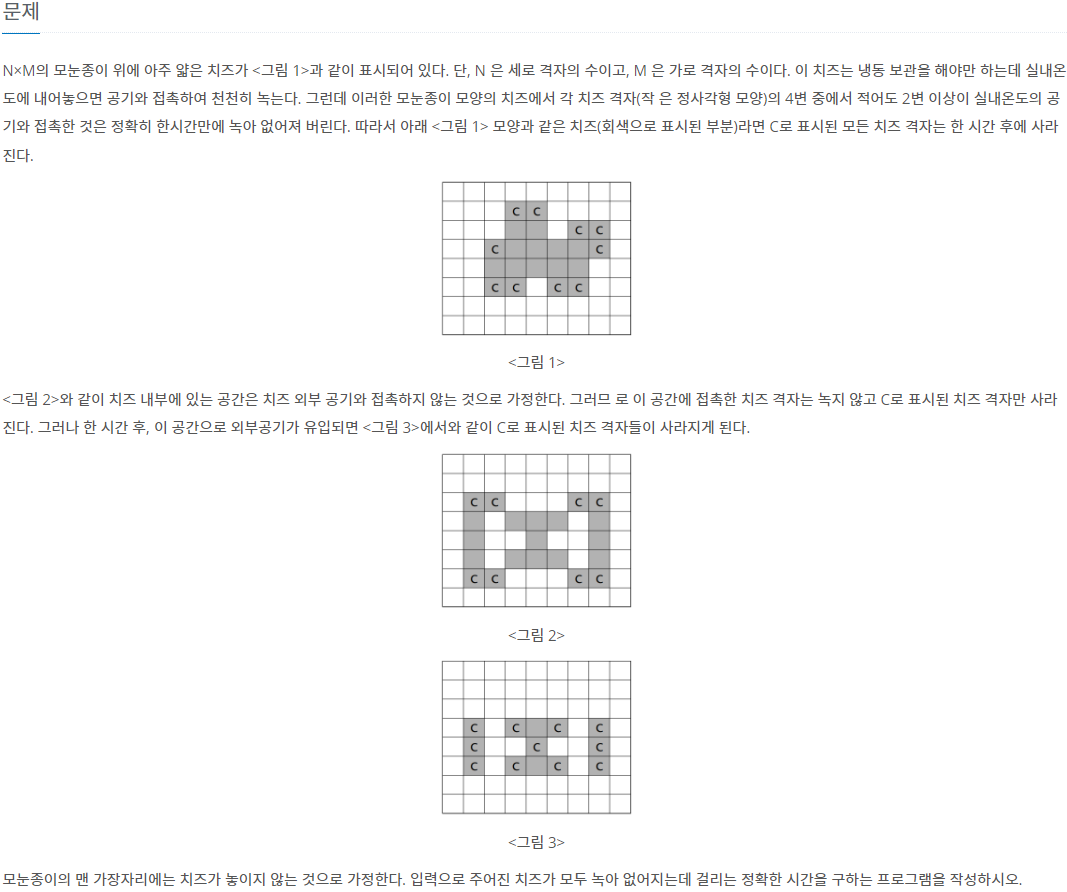 문제
N×M의 모눈종이 위에 아주 얇은 치즈가 <그림 1>과 같이 표시되어 있다. 단, N 은 세로 격자의 수이고, M 은 가로 격자의 수이다. 이 치즈는 냉동 보관을 해야만 하는데 실내온
도에 내어놓으면 공기와 접촉하여 천천히 녹는다. 그런데 이러한 모눈종이 모양의 치즈에서 각 치즈 격자(작 은 정사각형 모양)의 4변 중에서 적어도 2변 이상이 실내온도의 공
기와 접촉한 것은 정확히 한시간만에 녹아 없어져 버린다. 따라서 아래 <그림 1> 모양과 같은 치즈(회색으로 표시된 부분)라면 C로 표시된 모든 치즈 격자는 한 시간 후에 사라
진다.
C C
C C
C C
C C C C
<그림 1>
<그림 2>와 같이 치즈 내부에 있는 공간은 치즈 외부 공기와 접촉하지 않는 것으로 가정한다. 그러므 로 이 공간에 접촉한 치즈 격자는 녹지 않고 C로 표시된 치즈 격자만 사라
진다. 그러나 한 시간 후, 이 공간으로 외부공기가 유입되면 <그림 3>에서와 같이 C로 표시된 치즈 격자들이 사라지게 된다.
C C C C
C C C C
<그림 2>
C C C C
C C C
C C C C
<그림 3>
모눈종이의 맨 가장자리에는 치즈가 놓이지 않는 것으로 가정한다. 입력으로 주어진 치즈가 모두 녹아 없어지는데 걸리는 정확한 시간을 구하는 프로그램을 작성하시오.